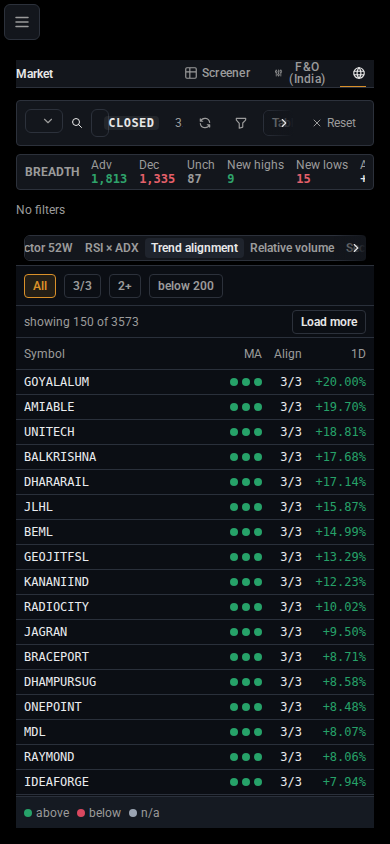 Market
Screener
F&O
(India)
CLOSED
3
Reset
BREADTH
Adv
1,813
Dec
1,335
Unch
87
New highs
9
New lows
15
No filters
ctor 52W
RSI × ADX
Trend alignment
Relative volume
All
3/3
2+
below 200
showing 150 of 3573
Load more
Symbol MA Align 1D
GOYALALUM 3/3 +20.00%
AMIABLE 3/3 +19.70%
UNITECH 3/3 +18.81%
BALKRISHNA 3/3 +17.68%
DHARARAIL 3/3 +17.14%
JLHL 3/3 +15.87%
BEML 3/3 +14.99%
GEOJITFSL 3/3 +13.29%
KANANIIND 3/3 +12.23%
RADIOCITY 3/3 +10.02%
JAGRAN 3/3 +9.50%
BRACEPORT 3/3 +8.71%
DHAMPURSUG 3/3 +8.58%
ONEPOINT 3/3 +8.48%
MDL 3/3 +8.07%
RAYMOND 3/3 +8.06%
IDEAFORGE 3/3 +7.94%
above below n/a